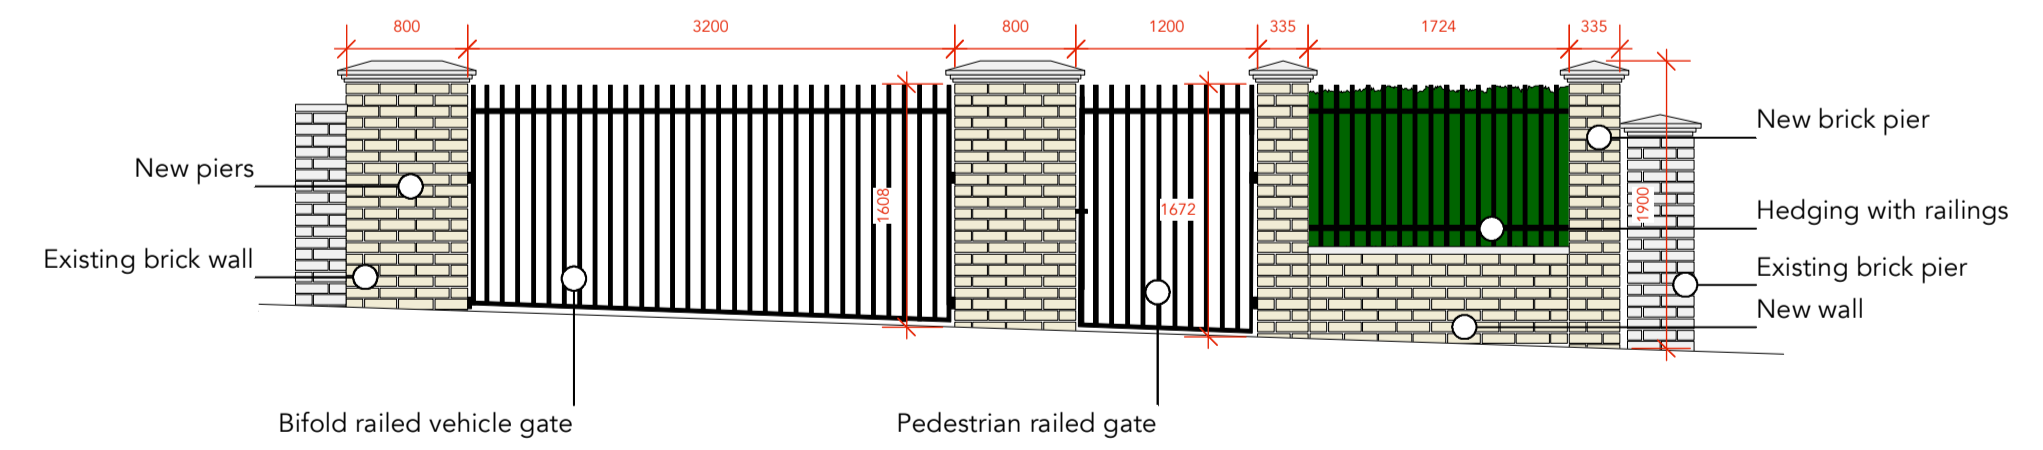 800
3200
800
1200
335
1724
335
New brick pier
New piers
1608
1672
1900
Hedging with railings
Existing brick wall
Existing brick pier
New wall
Bifold railed vehicle gate
Pedestrian railed gate